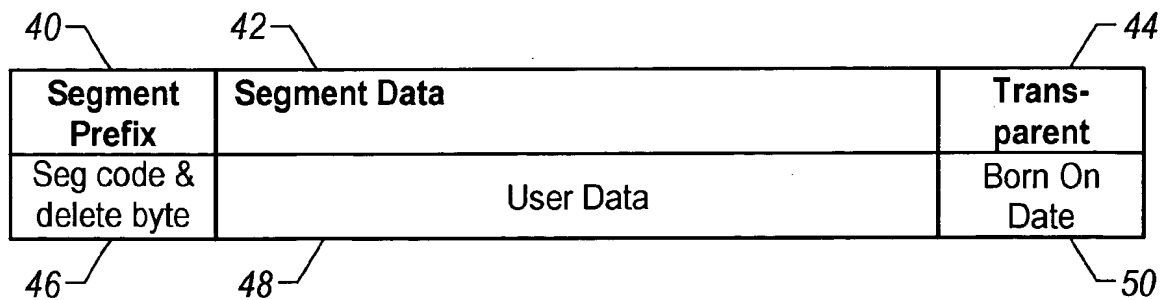 40 42 44
Segment Prefix Segment Data Trans-parent
Seg code & delete byte User Data Born On Date
46 48 50